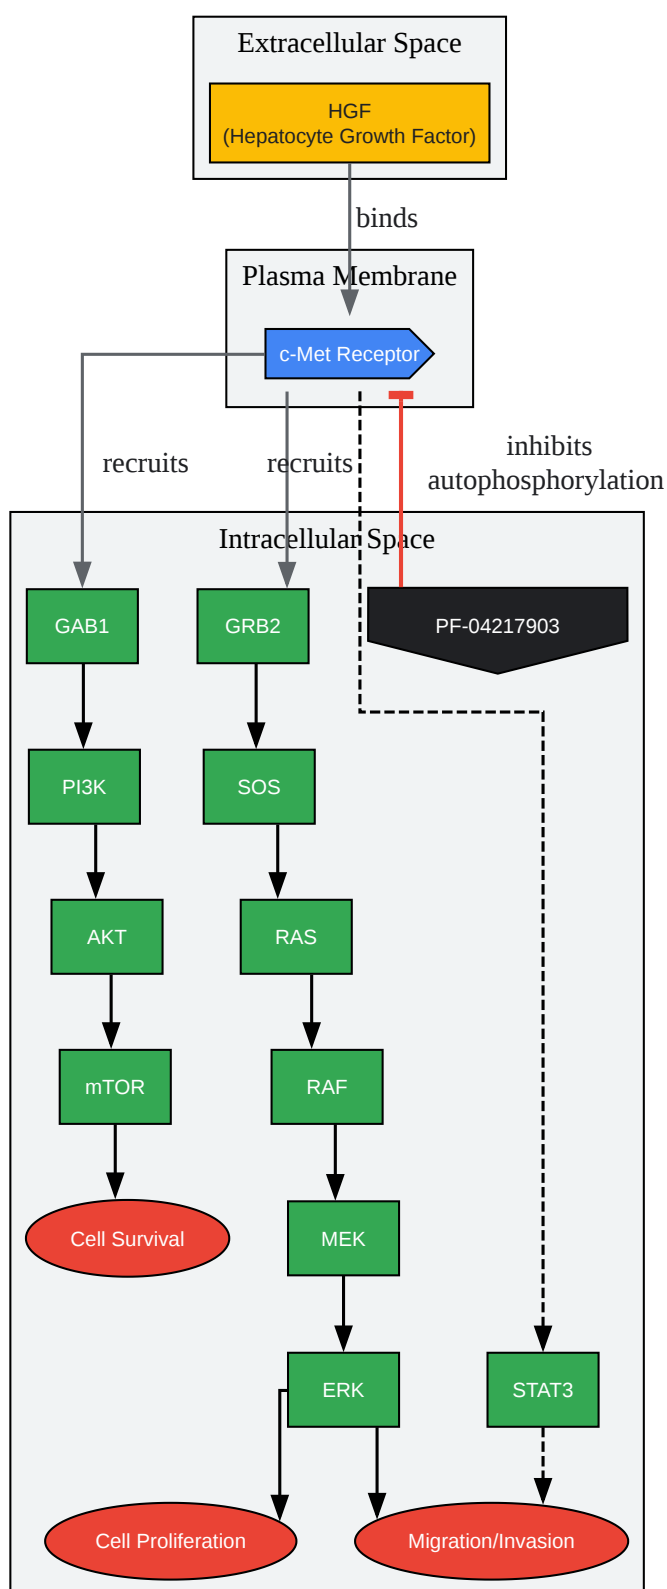 Extracellular Space
HGF
(Hepatocyte Growth Factor)
binds
Plasma Membrane
c-Met Receptor
recruits
recruits
inhibits
autophosphorylation
Intracellular Space
GAB1
GRB2
PF-04217903
PI3K
SOS
AKT
RAS
mTOR
RAF
Cell Survival
MEK
ERK
STAT3
Cell Proliferation
Migration/Invasion